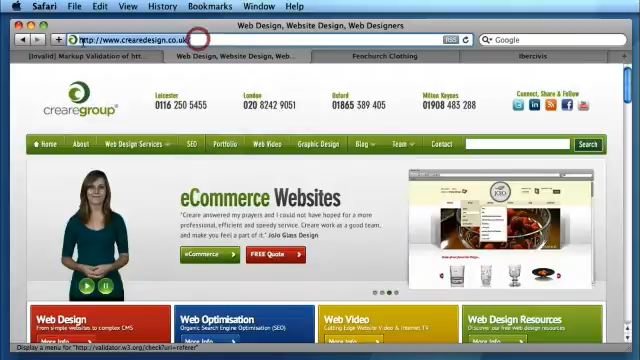 Safari File Edit View History Bookmarks Window Help
Web Design, Website Design, Web Designers
http://www.crearedesign.co.uk/ RSS Google
[Invalid] Markup Validation of htt... Web Design, Website Design, Web... Fenchurch Clothing Ibercivis
crearegroup
Leicester London Oxford Milton Keynes Connect, Share & Follow
0116 250 5455 020 8242 9051 01865 389 405 01908 483 288
Home About Web Design Services SEO Portfolio Web Video Graphic Design Blog Team Contact Search
eCommerce Websites
"Creare answered my prayers and I could not have hoped for a more
professional, efficient and speedy service. Creare work as a good team,
and make you feel a part of it." JoJo Glass Design
eCommerce FREE Quote
Web Design Web Optimisation Web Video Web Design Resources
From simple websites to complex CMS Organic Search Engine Optimisation (SEO) Cutting Edge Website Video & Internet TV Discover our free web design resources
More Info More Info More Info More Info
Display a menu for "http://validator.w3.org/check?uri=referer"